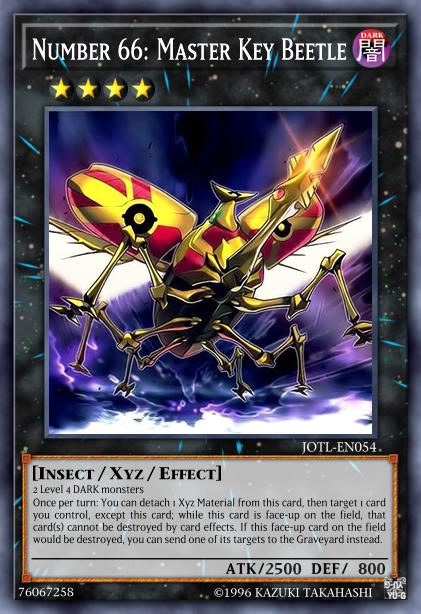 Number 66: Master Key Beetle
DARK
闇
JOTL-EN054
[Insect / Xyz / Effect]
2 Level 4 DARK monsters
Once per turn: You can detach 1 Xyz Material from this card, then target 1 card
you control, except this card; while this card is face-up on the field, that
card(s) cannot be destroyed by card effects. If this face-up card on the field
would be destroyed, you can send one of its targets to the Graveyard instead.
ATK/2500 DEF/ 800
76067258
©1996 KAZUKI TAKAHASHI